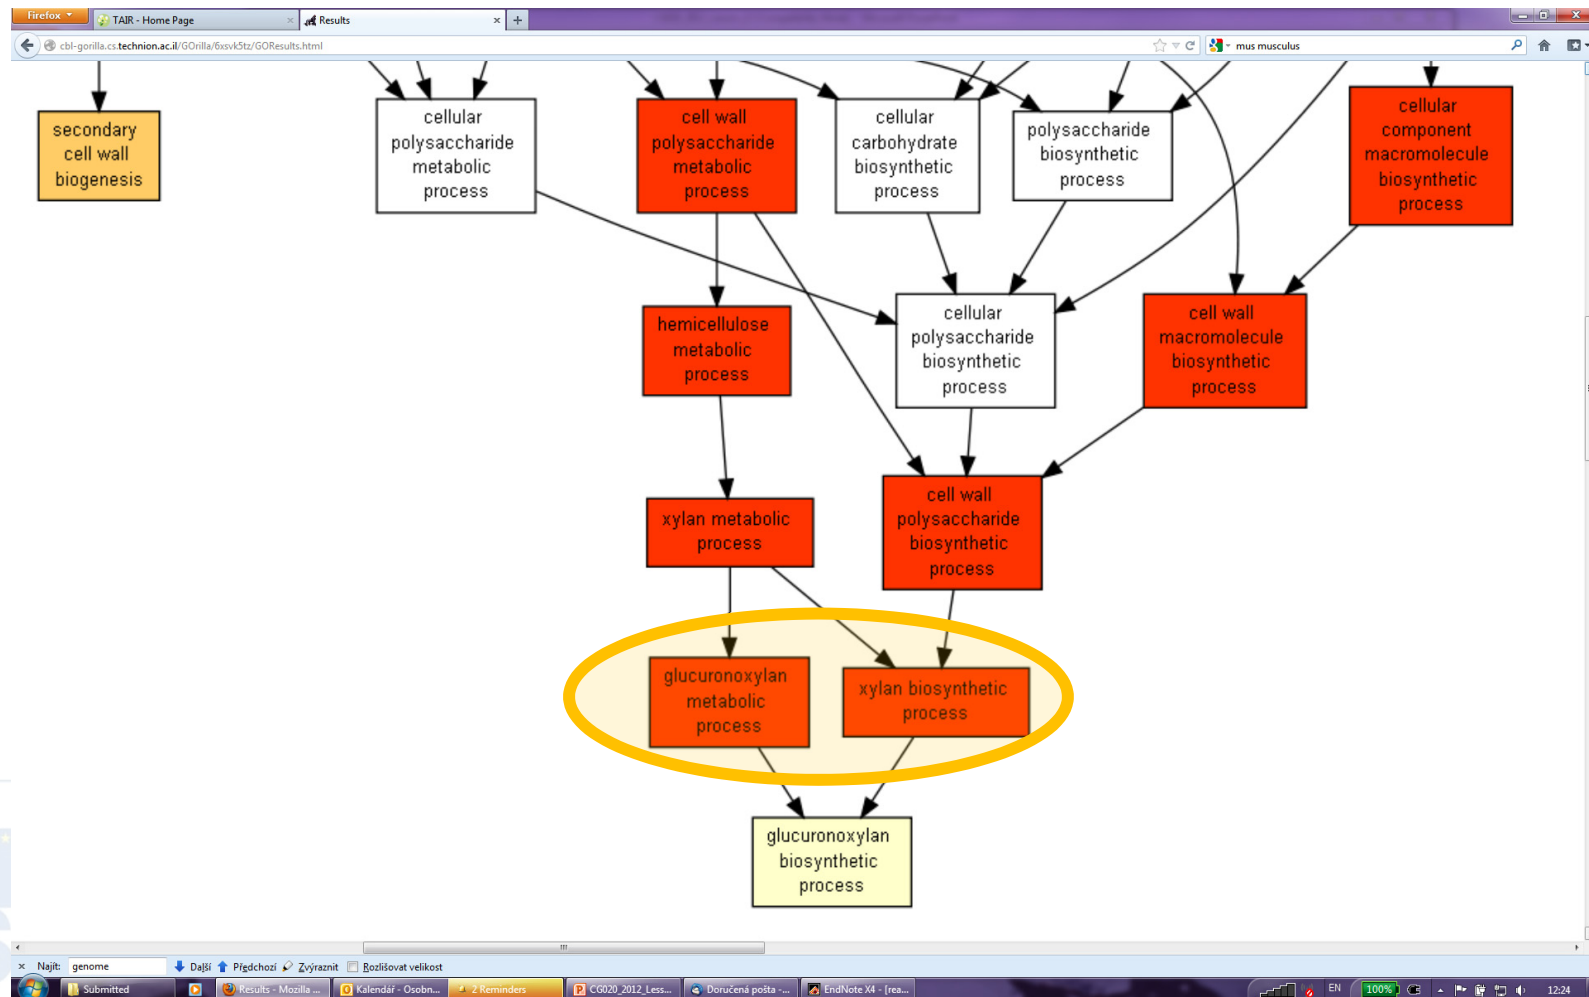 Firefox
TAIR - Home Page
Results
cbl-gorilla.cs.technion.ac.il/GOrilla/6xsvk5tz/GOResults.html
mus musculus
secondary
cell wall
biogenesis
cellular
polysaccharide
metabolic
process
cell wall
polysaccharide
metabolic
process
cellular
carbohydrate
biosynthetic
process
polysaccharide
biosynthetic
process
cellular
component
macromolecule
biosynthetic
process
hemicellulose
metabolic
process
cellular
polysaccharide
biosynthetic
process
cell wall
macromolecule
biosynthetic
process
xylan metabolic
process
cell wall
polysaccharide
biosynthetic
process
glucuronoxylan
metabolic
process
xylan biosynthetic
process
glucuronoxylan
biosynthetic
process
Najít: genome
Další
Předchozí
Zvýraznit
Rozlišovat velikost
Submitted
Results - Mozilla ...
Kalendář - Osobn...
2 Reminders
CG020_2012_Less...
Doručená pošta -...
EndNote X4 - [rea...
EN
100%
12:24